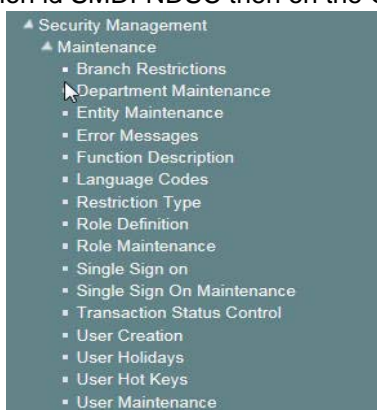 Security Management
Maintenance
Branch Restrictions
Department Maintenance
Entity Maintenance
Error Messages
Function Description
Language Codes
Restriction Type
Role Definition
Role Maintenance
Single Sign on
Single Sign On Maintenance
Transaction Status Control
User Creation
User Holidays
User Hot Keys
User Maintenance